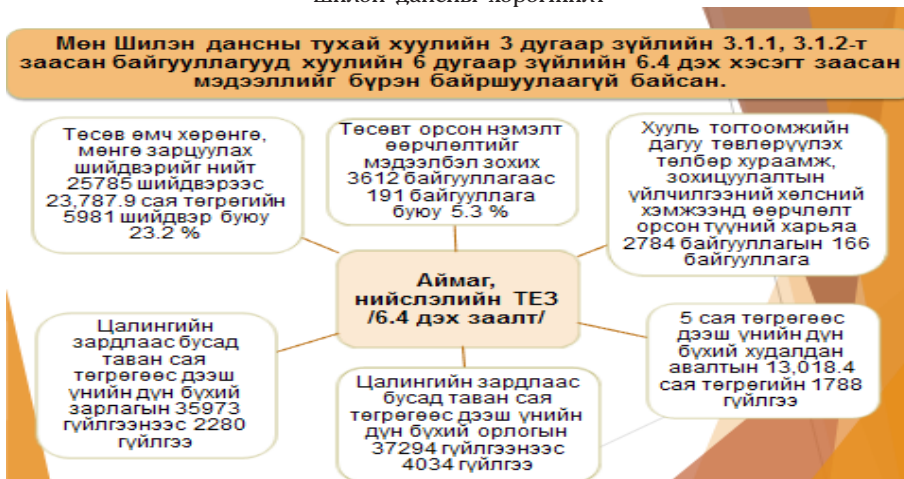 шилэн дансны хэрэгжилт
Мөн Шилэн дансны тухай хуулийн 3 дугаар зүйлийн 3.1.1, 3.1.2-т
заасан байгууллагууд хуулийн 6 дугаар зүйлийн 6.4 дэх хэсэгт заасан
мэдээллийг бүрэн байршуулаагүй байсан.
Төсөв өмч хөрөнгө,
мөнгө зарцуулах
шийдвэрийг нийт
25785 шийдвэрээс
23,787.9 сая төгрөгийн
5981 шийдвэр буюу
23.2 %
Төсөвт орсон нэмэлт
өөрчлөлтийг
мэдээлбэл зохих
3612 байгууллагаас
191 байгууллага
буюу 5.3 %
Хууль тогтоомжийн
дагуу төвлөрүүлэх
төлбөр хураамж,
зохицуулалтын
үйлчилгээний хөлсний
хэмжээнд өөрчлөлт
орсон түүний харьяа
2784 байгууллагын 166
байгууллага
Аймаг,
нийслэлийн ТЕЗ
/6.4 дэх заалт/
Цалингийн
зардлаас бусад
таван сая
төгрөгөөс дээш
үнийн дүн бүхий
зарлагын 35973
гүйлгээнээс 2280
гүйлгээ
Цалингийн зардлаас
бусад таван сая
төгрөгөөс дээш үнийн
дүн бүхий орлогын
37294 гүйлгээнээс
4034 гүйлгээ
5 сая төгрөгөөс
дээш үнийн дүн
бүхий худалдан
авалтын 13,018.4
сая төгрөгийн 1788
гүйлгээ